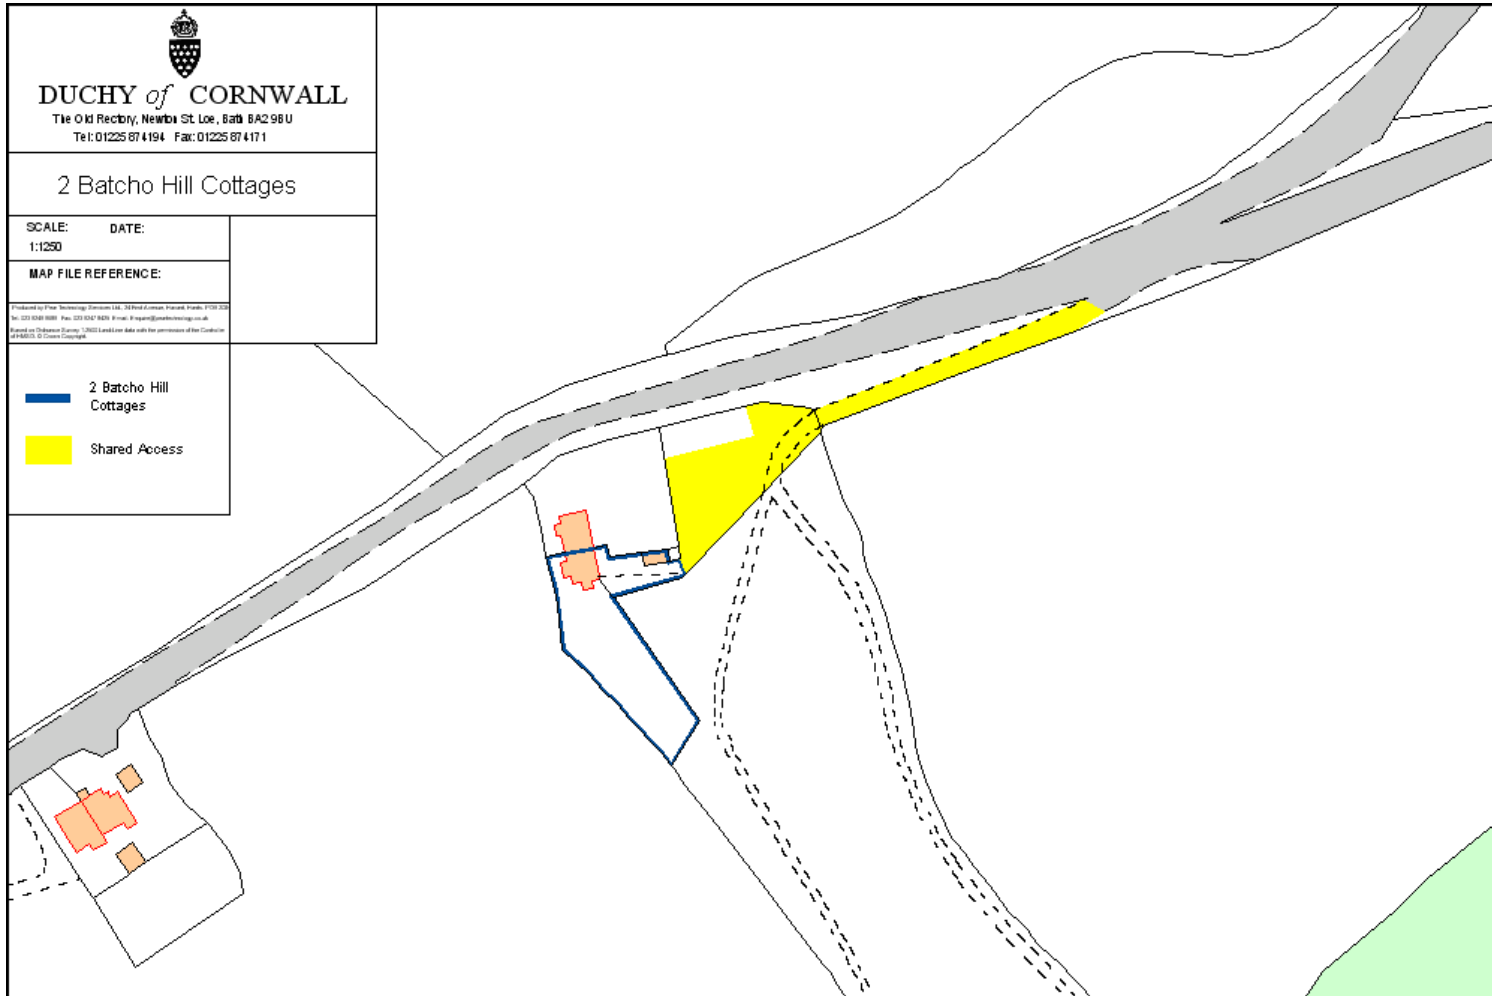 DUCHY of CORNWALL
The Old Rectory, Newton St. Loe, Bath BA2 9BU
Tel: 01225 874194 Fax: 01225 874171
2 Batcho Hill Cottages
SCALE: DATE:
1:1250
MAP FILE REFERENCE:
2 Batcho Hill
Cottages
Shared Access